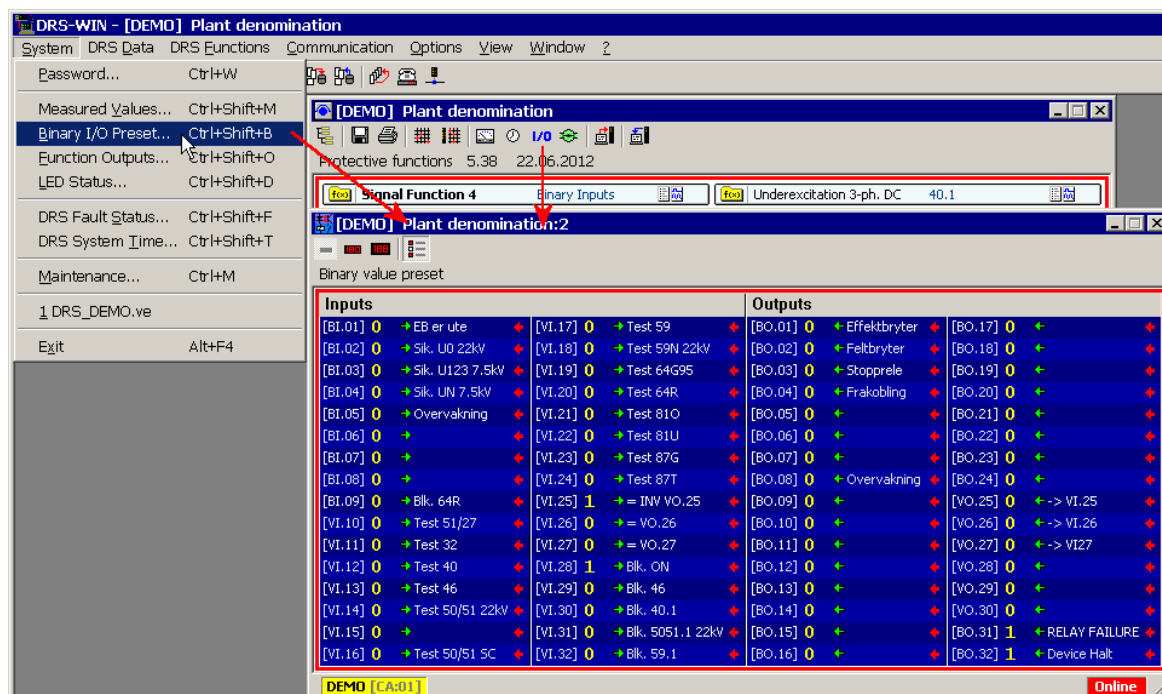 DRS-WIN - [DEMO] Plant denomination
System DRS Data DRS Functions Communication Options View Window ?
Password... Ctrl+W
Measured Values... Ctrl+Shift+M
Binary I/O Preset... Ctrl+Shift+B
Function Outputs... Ctrl+Shift+O
LED Status... Ctrl+Shift+D
DRS Fault Status... Ctrl+Shift+F
DRS System Time... Ctrl+Shift+T
Maintenance... Ctrl+M
1 DRS_DEMO.ve
Exit Alt+F4
[DEMO] Plant denomination
I/O
Protective functions 5.38 22.06.2012
f(x) Signal Function 4 Binary Inputs f(x) Underexcitation 3-ph. DC 40.1
[DEMO] Plant denomination:2
Binary value preset
Inputs Outputs
[BI.01] 0 EB er ute [VI.17] 0 Test 59 [BO.01] 0 Effektbryter [BO.17] 0
[BI.02] 0 Sik. U0 22kV [VI.18] 0 Test 59N 22kV [BO.02] 0 Feltbryter [BO.18] 0
[BI.03] 0 Sik. U123 7.5kV [VI.19] 0 Test 64G95 [BO.03] 0 Stopprele [BO.19] 0
[BI.04] 0 Sik. UN 7.5kV [VI.20] 0 Test 64R [BO.04] 0 Frakobling [BO.20] 0
[BI.05] 0 Overvakning [VI.21] 0 Test 81O [BO.05] 0 [BO.21] 0
[BI.06] 0 [VI.22] 0 Test 81U [BO.06] 0 [BO.22] 0
[BI.07] 0 [VI.23] 0 Test 87G [BO.07] 0 [BO.23] 0
[BI.08] 0 [VI.24] 0 Test 87T [BO.08] 0 Overvakning [BO.24] 0
[BI.09] 0 Blk. 64R [VI.25] 1 = INV VO.25 [BO.09] 0 [VO.25] 0 -> VI.25
[VI.10] 0 Test 51/27 [VI.26] 0 = VO.26 [BO.10] 0 [VO.26] 0 -> VI.26
[VI.11] 0 Test 32 [VI.27] 0 = VO.27 [BO.11] 0 [VO.27] 0 -> VI27
[VI.12] 0 Test 40 [VI.28] 1 Blk. ON [BO.12] 0 [VO.28] 0
[VI.13] 0 Test 46 [VI.29] 0 Blk. 46 [BO.13] 0 [VO.29] 0
[VI.14] 0 Test 50/51 22kV [VI.30] 0 Blk. 40.1 [BO.14] 0 [VO.30] 0
[VI.15] 0 [VI.31] 0 Blk. 5051.1 22kV [BO.15] 0 [BO.31] 1 RELAY FAILURE
[VI.16] 0 Test 50/51 SC [VI.32] 0 Blk. 59.1 [BO.16] 0 [BO.32] 1 Device Halt
DEMO [CA:01] Online